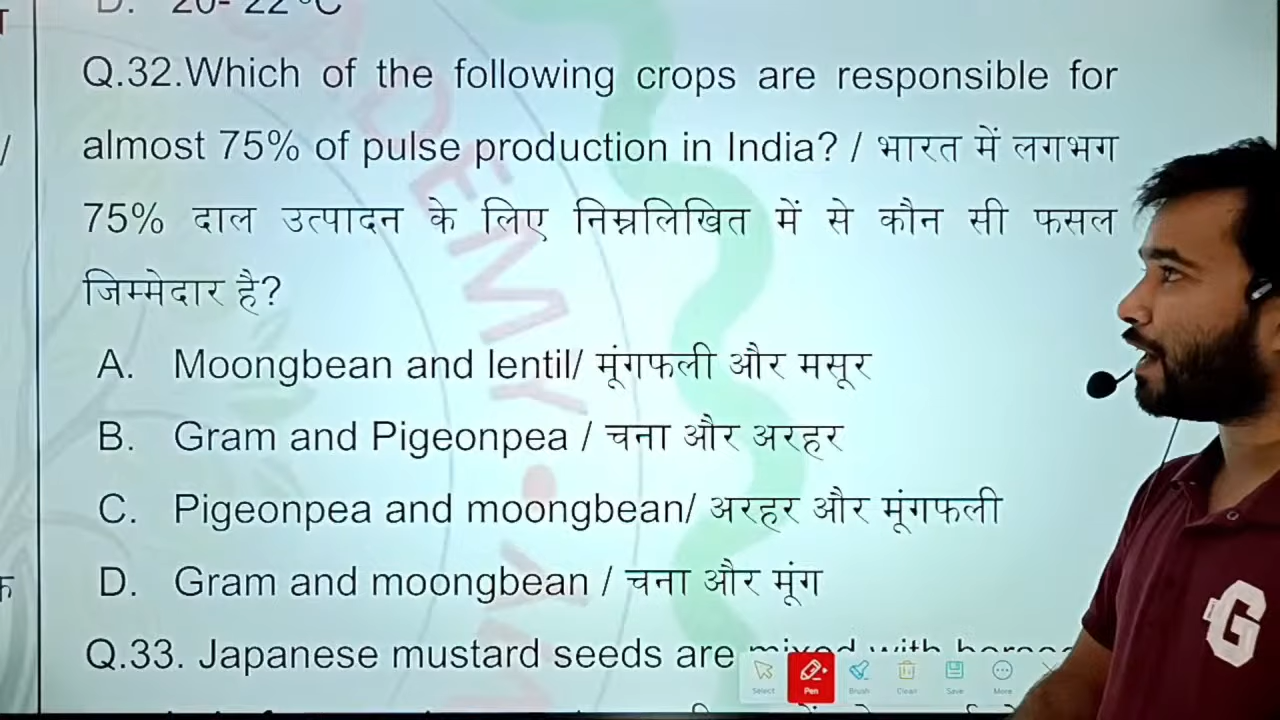 D. 20- 22 °C
Q.32.Which of the following crops are responsible for
almost 75% of pulse production in India? / भारत में लगभग
75% दाल उत्पादन के लिए निम्नलिखित में से कौन सी फसल
जिम्मेदार है?
A. Moongbean and lentil/ मूंगफली और मसूर
B. Gram and Pigeonpea / चना और अरहर
C. Pigeonpea and moongbean/ अरहर और मूंगफली
D. Gram and moongbean / चना और मूंग
Q.33. Japanese mustard seeds are mixed with
Select Pen Brush Clean Save More
G